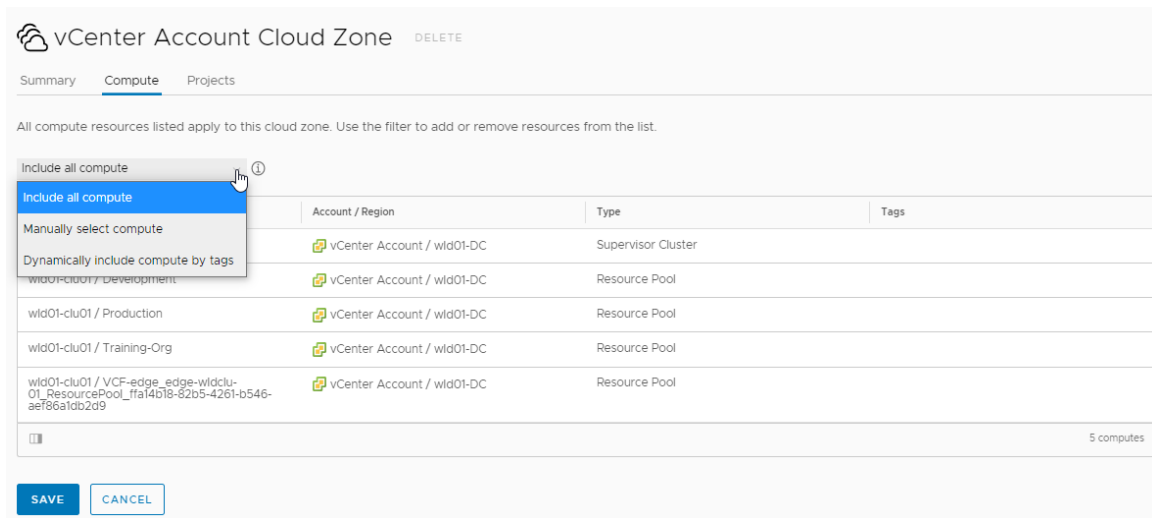 vCenter Account Cloud Zone DELETE
Summary Compute Projects
All compute resources listed apply to this cloud zone. Use the filter to add or remove resources from the list.
Include all compute
Include all compute
Manually select compute
Dynamically include compute by tags
Account / Region Type Tags
vCenter Account / wld01-DC Supervisor Cluster
wld01-clu01 / Development vCenter Account / wld01-DC Resource Pool
wld01-clu01 / Production vCenter Account / wld01-DC Resource Pool
wld01-clu01 / Training-Org vCenter Account / wld01-DC Resource Pool
wld01-clu01 / VCF-edge_edge-wldclu- vCenter Account / wld01-DC Resource Pool
01_ResourcePool_ffa14b18-82b5-4261-b546-
aef86a1db2d9
5 computes
SAVE CANCEL